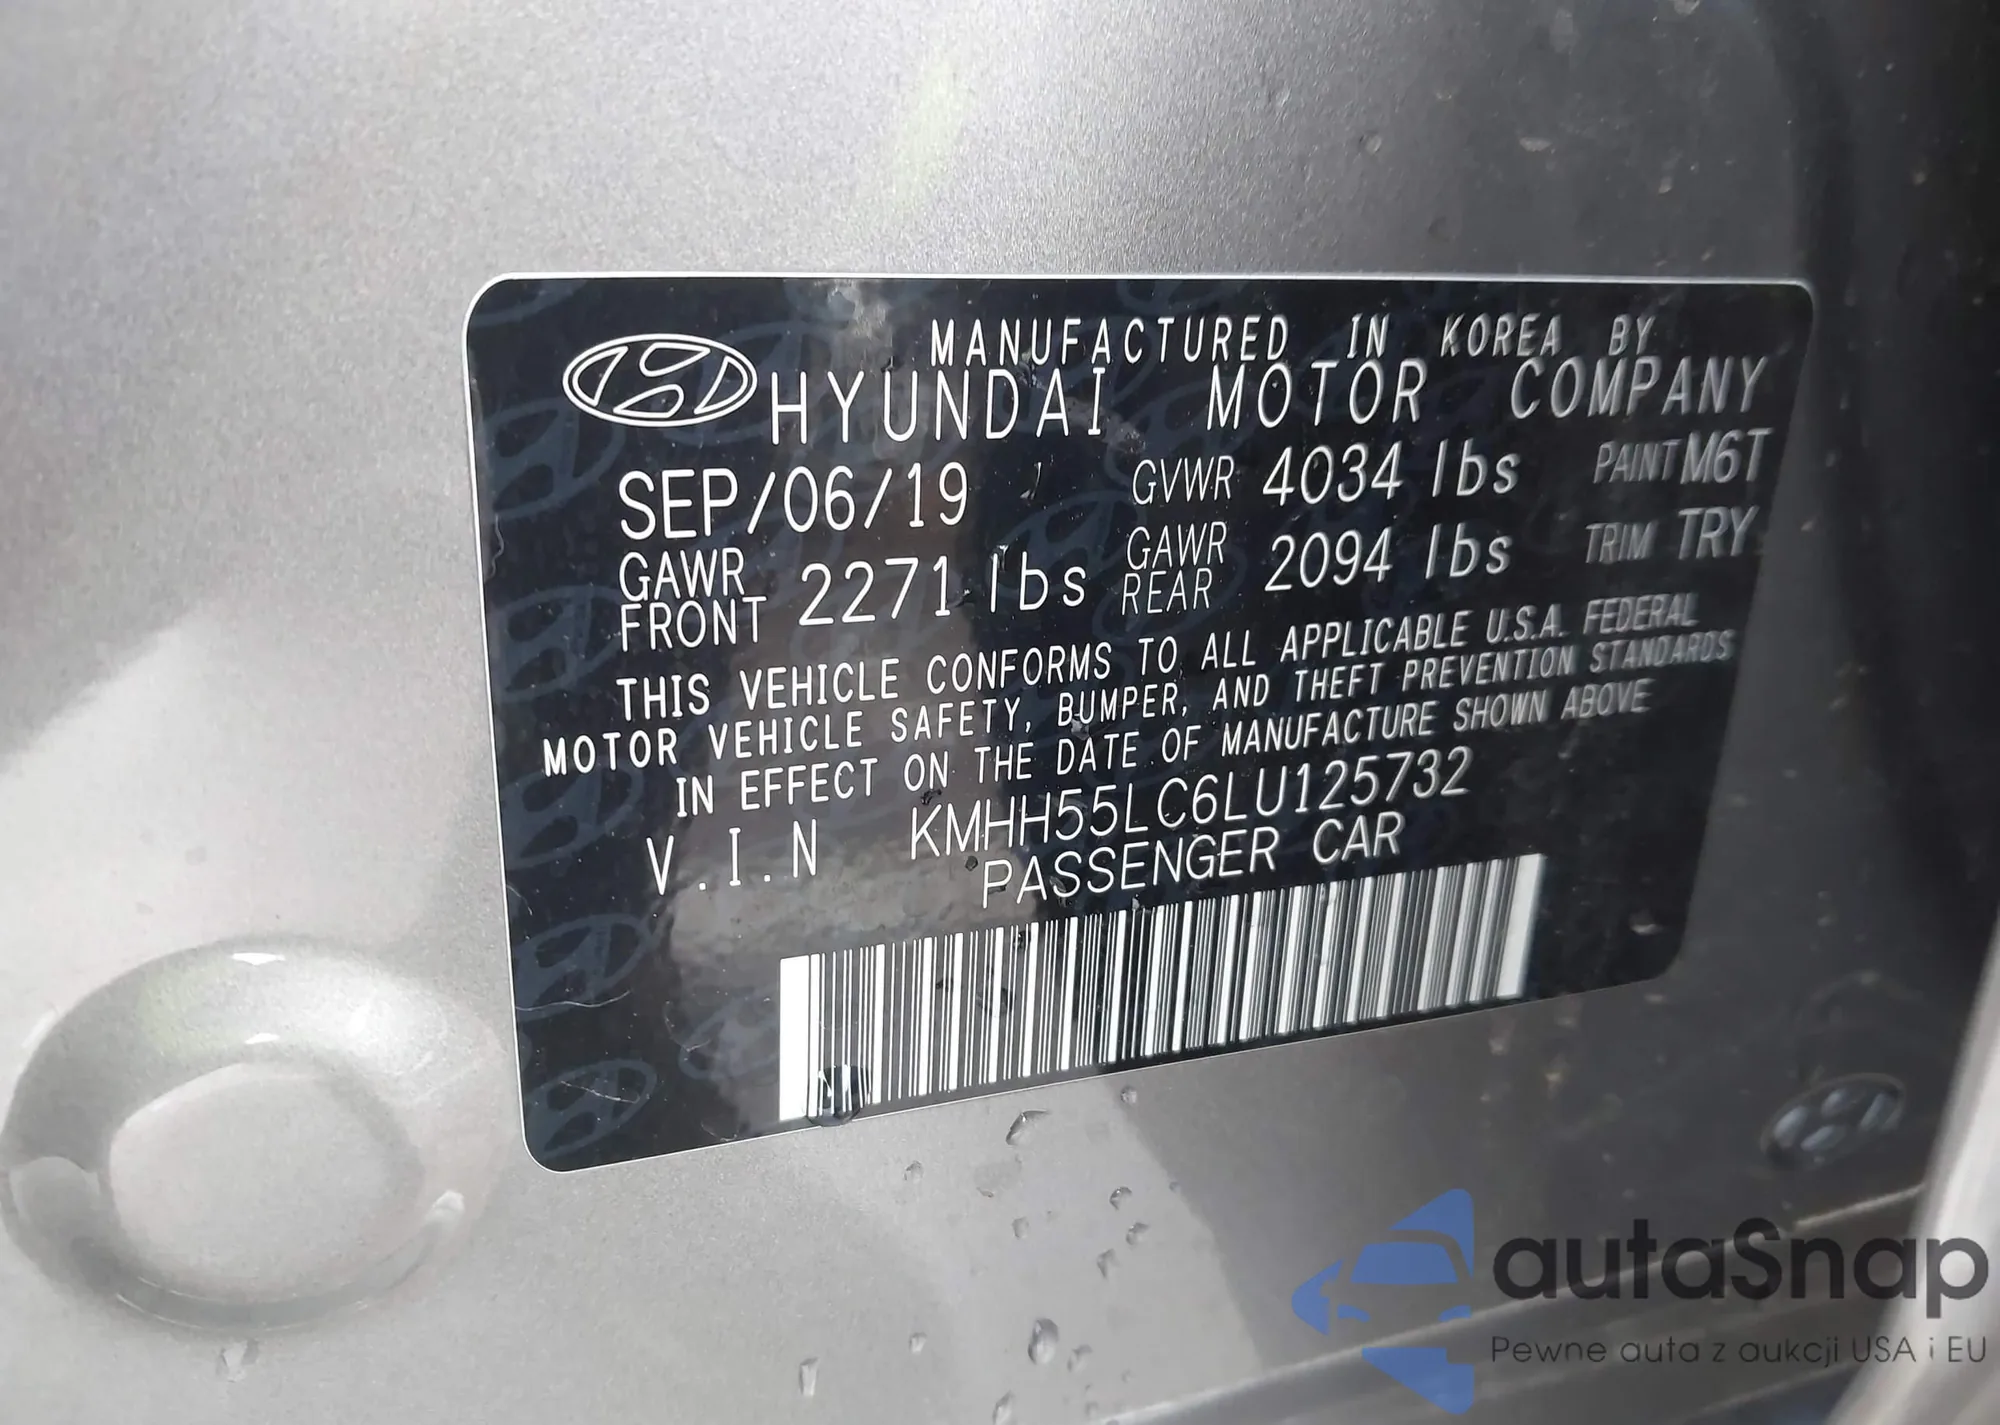 MANUFACTURED IN KOREA BY
HYUNDAI MOTOR COMPANY
SEP/06/19 GVWR 4034 lbs PAINT M6T
GAWR FRONT 2271 lbs GAWR REAR 2094 lbs TRIM TRY
THIS VEHICLE CONFORMS TO ALL APPLICABLE U.S.A. FEDERAL
MOTOR VEHICLE SAFETY, BUMPER, AND THEFT PREVENTION STANDARDS
IN EFFECT ON THE DATE OF MANUFACTURE SHOWN ABOVE
V.I.N KMHH55LC6LU125732
PASSENGER CAR
autaSnap
Pewne auta z aukcji USA i EU